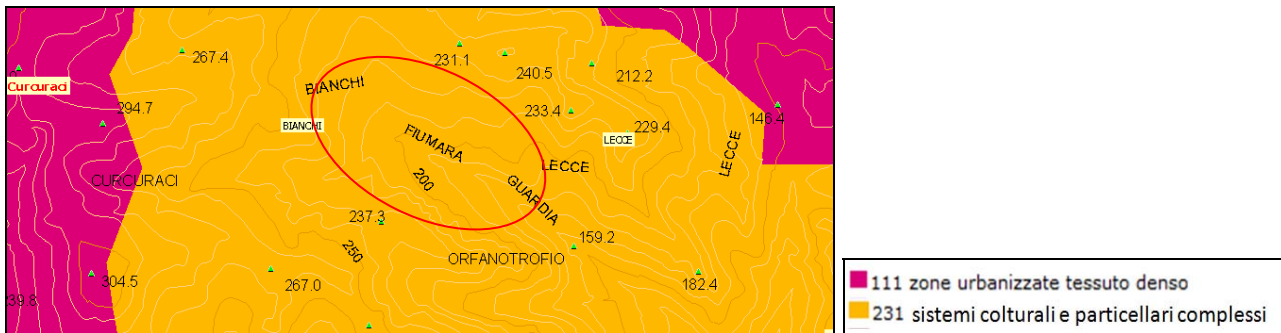 267.4
231.1
240.5
212.2
Curcuraci
BIANCHI
294.7
233.4
146.4
BIANCHI
FIUMARA
229.4
LECCE
LECCE
LECCE
CURCURACI
200
GUARDIA
237.3
159.2
250
ORFANOTROFIO
304.5
267.0
182.4
39.8
111 zone urbanizzate tessuto denso
231 sistemi colturali e particellari complessi